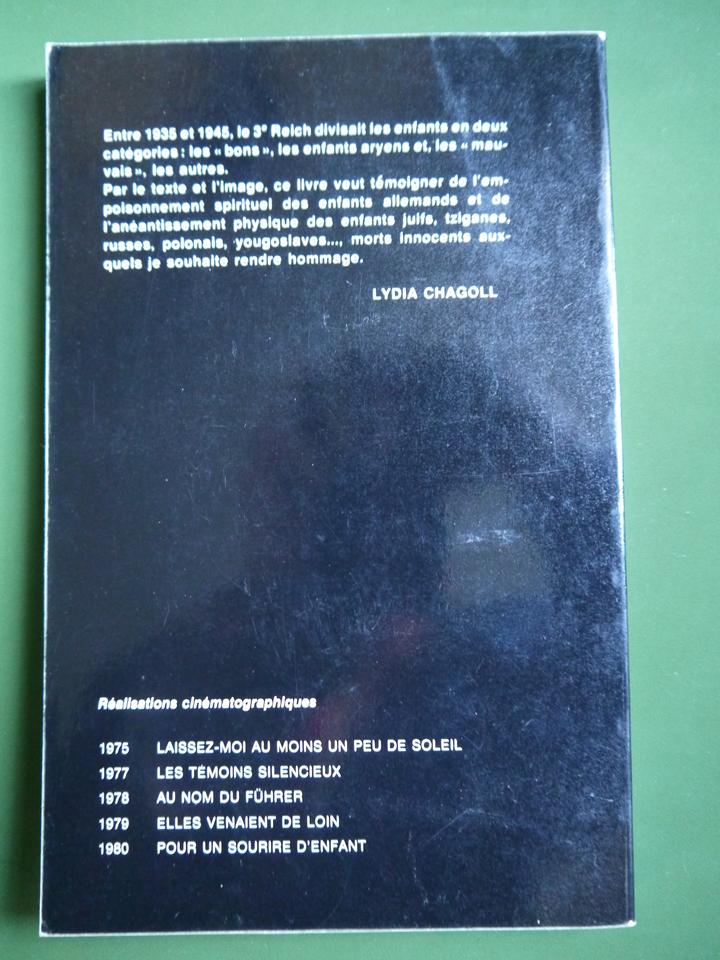 Entre 1935 et 1945, le 3e Reich divisait les enfants en deux
catégories : les « bons », les enfants aryens et, les « mau-
vais », les autres.
Par le texte et l'image, ce livre veut témoigner de l'em-
poisonnement spirituel des enfants allemands et de
l'anéantissement physique des enfants juifs, tziganes,
russes, polonais, yougoslaves..., morts innocents aux-
quels je souhaite rendre hommage.
LYDIA CHAGOLL
Réalisations cinématographiques
1975 LAISSEZ-MOI AU MOINS UN PEU DE SOLEIL
1977 LES TÉMOINS SILENCIEUX
1978 AU NOM DU FÜHRER
1979 ELLES VENAIENT DE LOIN
1980 POUR UN SOURIRE D'ENFANT